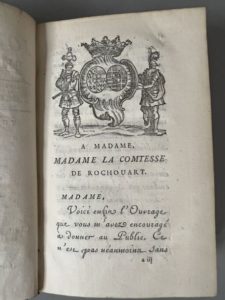 A MADAME,
MADAME LA COMTESSE
DE ROCHOUART.
MADAME,
Voicé enfin l'Ouvrage
que vous m avez encouragé
à donner au Public. Ce
n'est pas néanmoins Sans
a iij